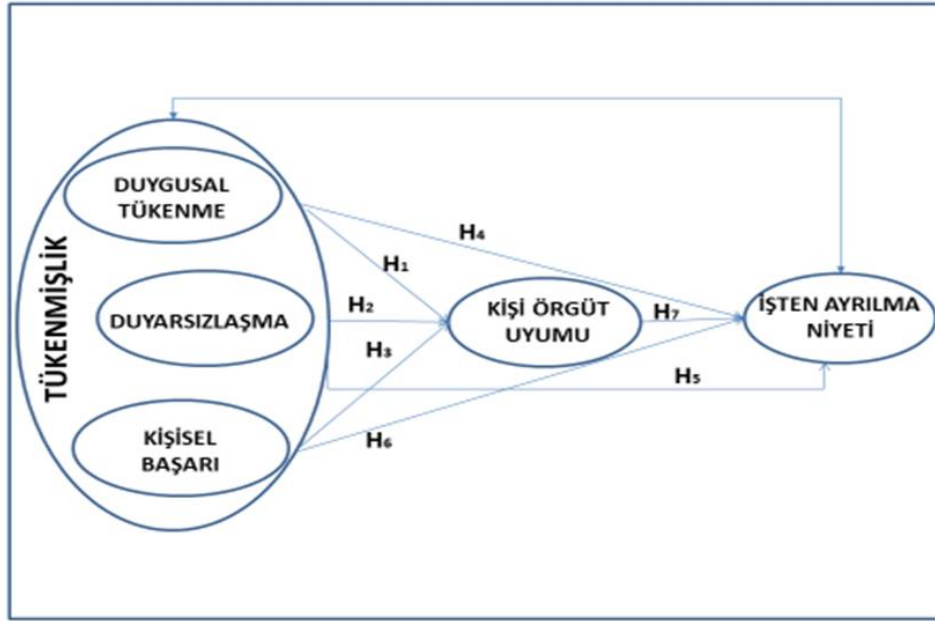 TÜKENMİŞLİK
DUYGUSAL
TÜKENME
DUYARSIZLAŞMA
KİŞİSEL
BAŞARI
H₁
H₂
H₃
H₄
H₅
H₆
H₇
KİŞİ ÖRGÜT
UYUMU
İŞTEN AYRILMA
NİYETİ